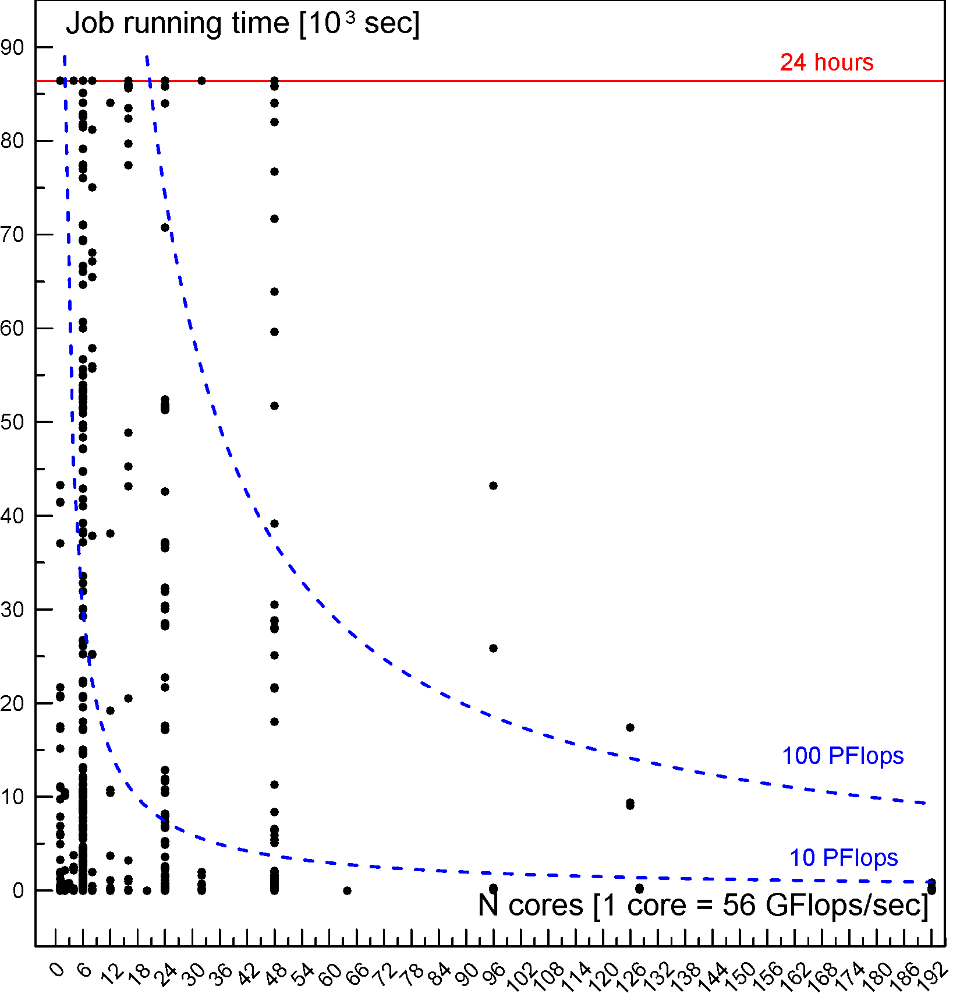 Job running time [10³ sec]
90
24 hours
80
70
60
50
40
30
20
100 PFlops
10
10 PFlops
0
N cores [1 core = 56 GFlops/sec]
0 6 12 18 24 30 36 42 48 54 60 66 72 78 84 90 96 102 108 114 120 126 132 138 144 150 156 162 168 174 180 186 192